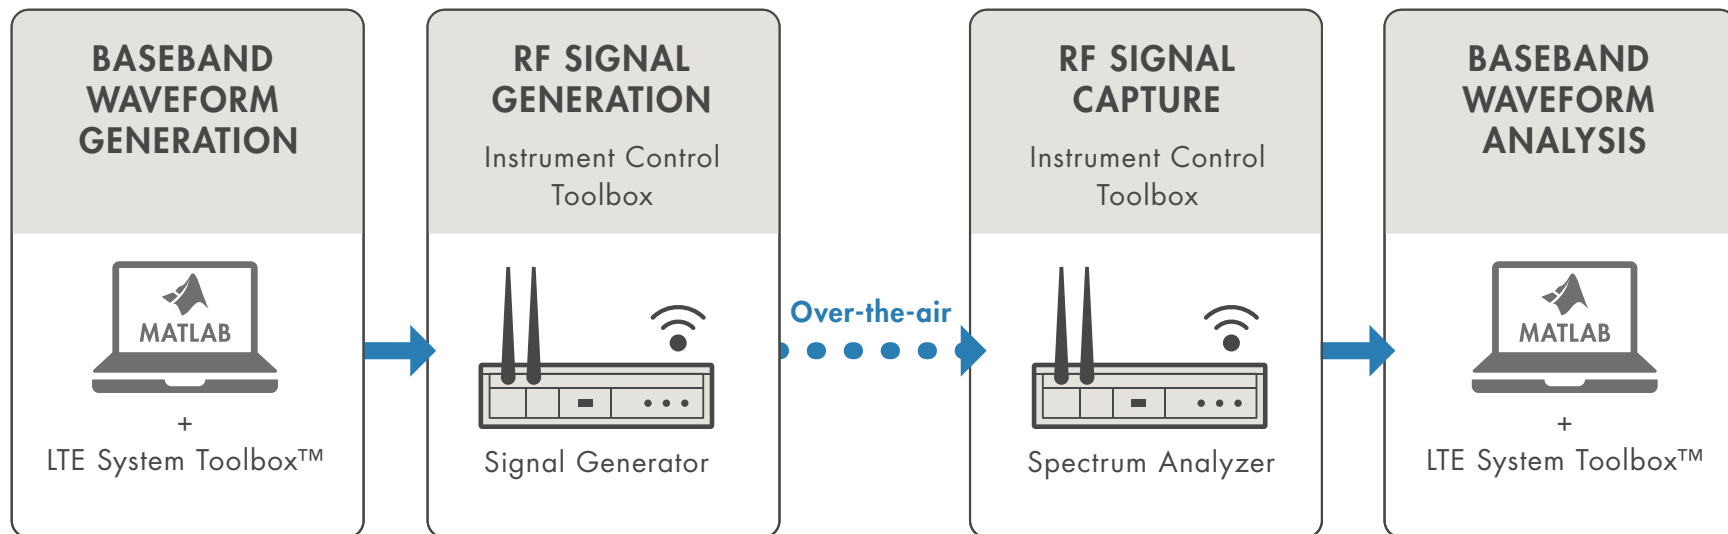 BASEBAND
WAVEFORM
GENERATION
MATLAB
+
LTE System Toolbox™
RF SIGNAL
GENERATION
Instrument Control
Toolbox
Signal Generator
Over-the-air
RF SIGNAL
CAPTURE
Instrument Control
Toolbox
Spectrum Analyzer
BASEBAND
WAVEFORM
ANALYSIS
MATLAB
+
LTE System Toolbox™